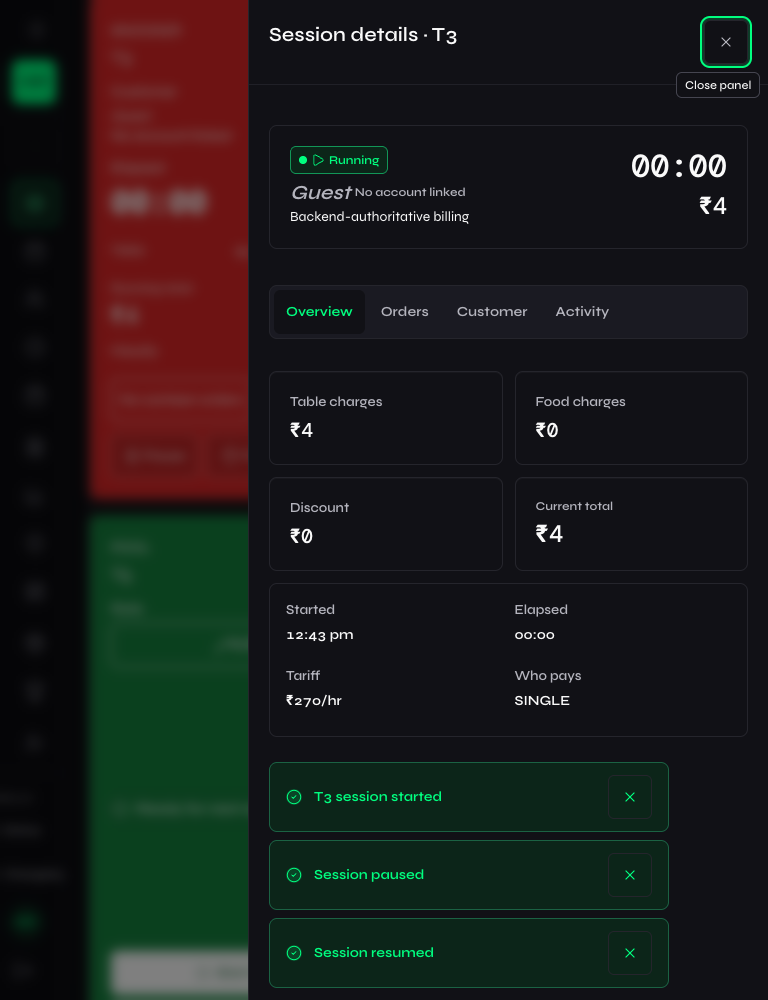 Session details · T3
Close panel
Running
00:00
Guest No account linked
₹4
Backend-authoritative billing
Overview
Orders
Customer
Activity
Table charges
₹4
Food charges
₹0
Discount
₹0
Current total
₹4
Started
12:43 pm
Elapsed
00:00
Tariff
₹270/hr
Who pays
SINGLE
T3 session started
Session paused
Session resumed